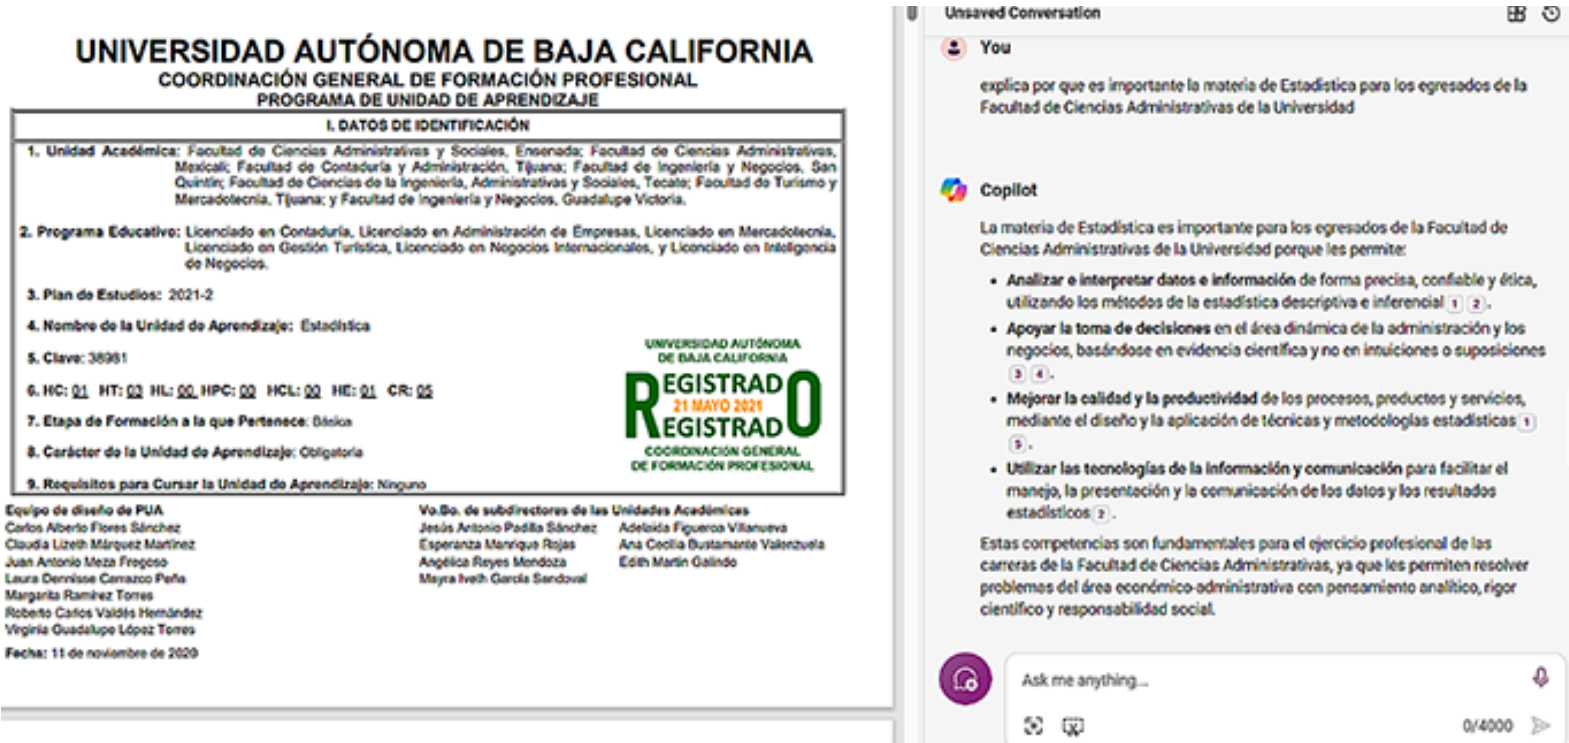 UNIVERSIDAD AUTÓNOMA DE BAJA CALIFORNIA
COORDINACIÓN GENERAL DE FORMACIÓN PROFESIONAL
PROGRAMA DE UNIDAD DE APRENDIZAJE
I. DATOS DE IDENTIFICACIÓN
1. Unidad Académica: Facultad de Ciencias Administrativas y Sociales, Ensenada; Facultad de Ciencias Administrativas,
Mexicali; Facultad de Contaduría y Administración, Tijuana; Facultad de Ingeniería y Negocios, San
Quintín; Facultad de Ciencias de la Ingeniería, Administrativas y Sociales, Tecate; Facultad de Turismo y
Mercadotecnia, Tijuana; y Facultad de Ingeniería y Negocios, Guadalupe Victoria.
2. Programa Educativo: Licenciado en Contaduría, Licenciado en Administración de Empresas, Licenciado en Mercadotecnia,
Licenciado en Gestión Turística, Licenciado en Negocios Internacionales, y Licenciado en Inteligencia
de Negocios.
3. Plan de Estudios: 2021-2
4. Nombre de la Unidad de Aprendizaje: Estadística
5. Clave: 38981
6. HC: 01 HT: 03 HL: 00 HPC: 00 HCL: 00 HE: 01 CR: 05
7. Etapa de Formación a la que Pertenece: Básica
8. Carácter de la Unidad de Aprendizaje: Obligatoria
9. Requisitos para Cursar la Unidad de Aprendizaje: Ninguno
UNIVERSIDAD AUTÓNOMA
DE BAJA CALIFORNIA
REGISTRADO
21 MAYO 2021
REGISTRADO
COORDINACIÓN GENERAL
DE FORMACIÓN PROFESIONAL
Equipo de diseño de PUA
Carlos Alberto Flores Sánchez
Claudia Lizeth Márquez Martínez
Juan Antonio Meza Fregoso
Laura Dennisse Carrazco Peña
Margarita Ramírez Torres
Roberto Carlos Valdés Hernández
Virginia Guadalupe López Torres
Fecha: 11 de noviembre de 2020
Vo.Bo. de subdirectores de las Unidades Académicas
Jesús Antonio Padilla Sánchez Adelaida Figueroa Villanueva
Esperanza Manrique Rojas Ana Cecilia Bustamante Valenzuela
Angélica Reyes Mendoza Edith Martin Galindo
Mayra Iveth García Sandoval
Unsaved Conversation
You
explica por que es importante la materia de Estadistica para los egresados de la
Facultad de Ciencias Administrativas de la Universidad
Copilot
La materia de Estadística es importante para los egresados de la Facultad de
Ciencias Administrativas de la Universidad porque les permite:
• Analizar e interpretar datos e información de forma precisa, confiable y ética,
utilizando los métodos de la estadística descriptiva e inferencial 1 2 .
• Apoyar la toma de decisiones en el área dinámica de la administración y los
negocios, basándose en evidencia científica y no en intuiciones o suposiciones
3 4 .
• Mejorar la calidad y la productividad de los procesos, productos y servicios,
mediante el diseño y la aplicación de técnicas y metodologías estadísticas 1
5 .
• Utilizar las tecnologías de la información y comunicación para facilitar el
manejo, la presentación y la comunicación de los datos y los resultados
estadísticos 2 .
Estas competencias son fundamentales para el ejercicio profesional de las
carreras de la Facultad de Ciencias Administrativas, ya que les permiten resolver
problemas del área económico-administrativa con pensamiento analítico, rigor
científico y responsabilidad social.
Ask me anything...
0/4000